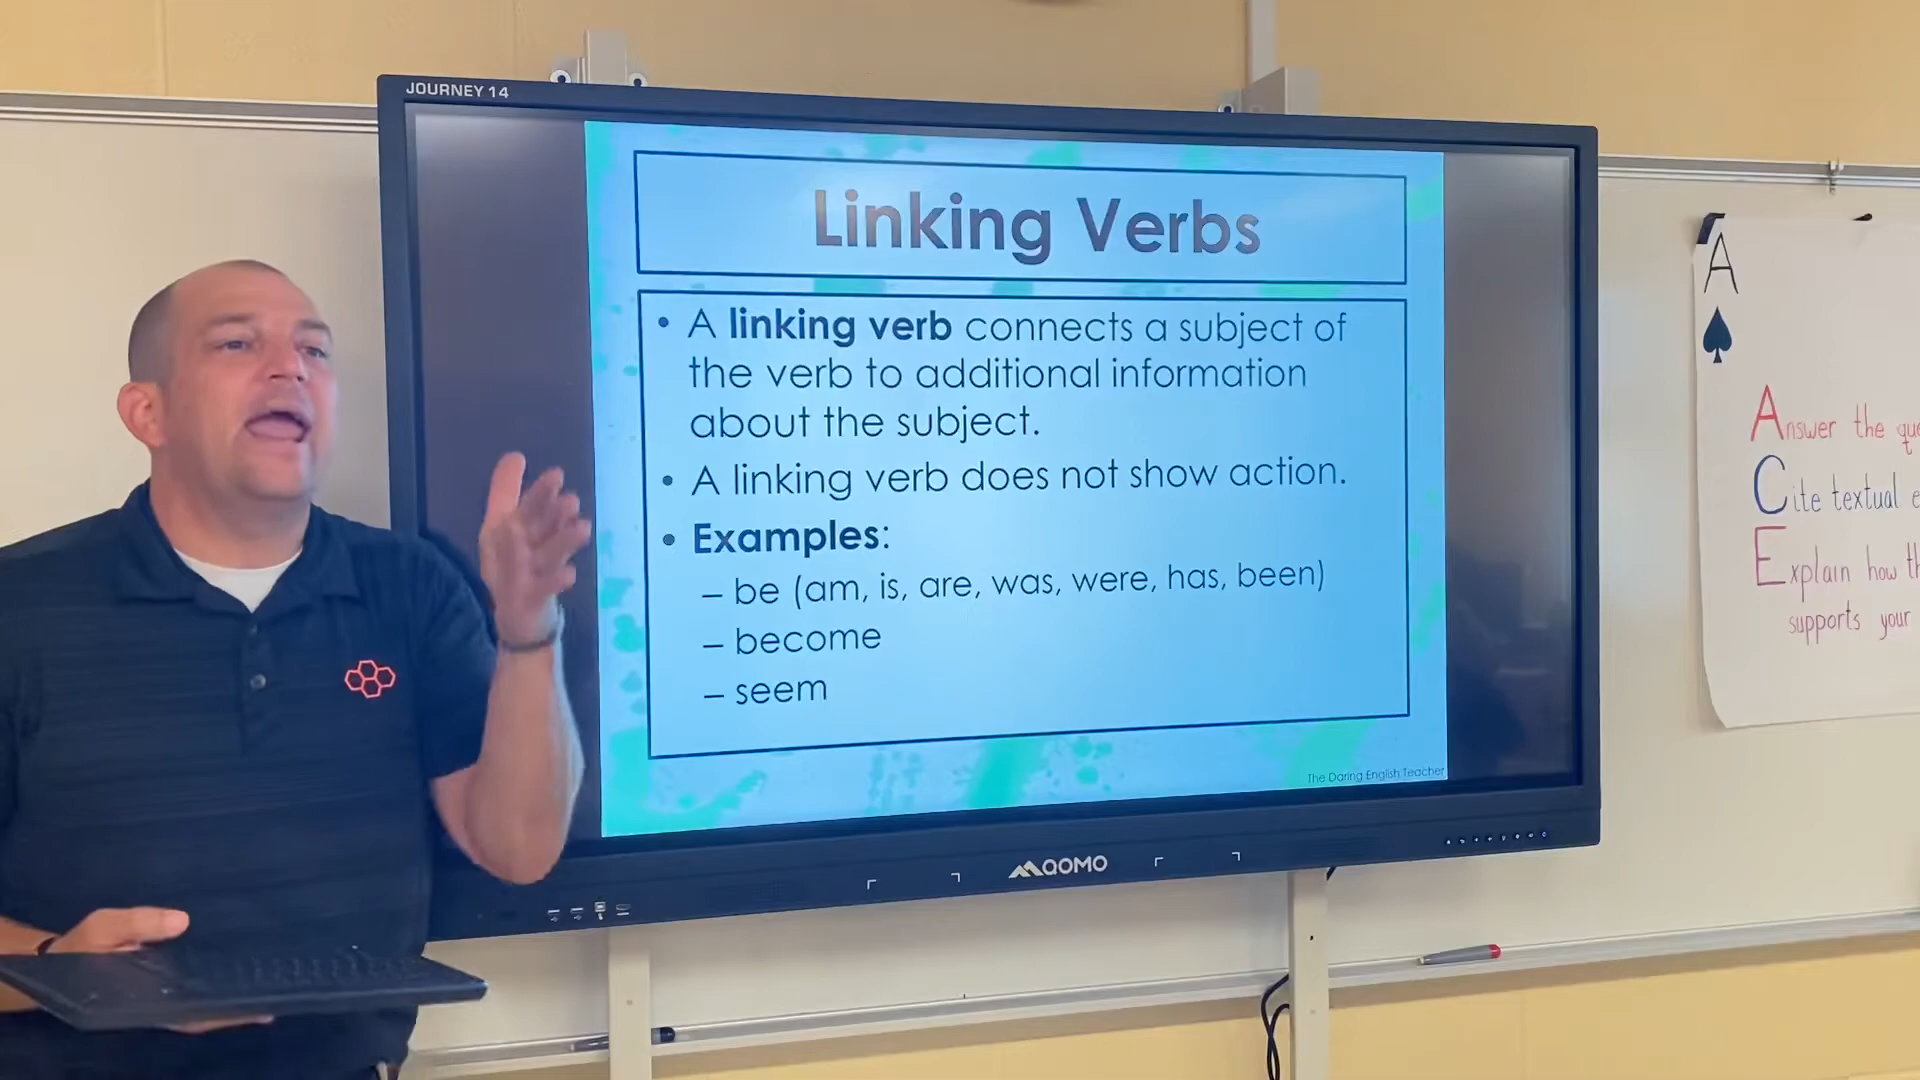 JOURNEY 14
Linking Verbs
• A linking verb connects a subject of
the verb to additional information
about the subject.
• A linking verb does not show action.
• Examples:
– be (am, is, are, was, were, has, been)
– become
– seem
The Daring English Teacher
QOMO
A
Answer the
Cite textual
Explain how
supports your